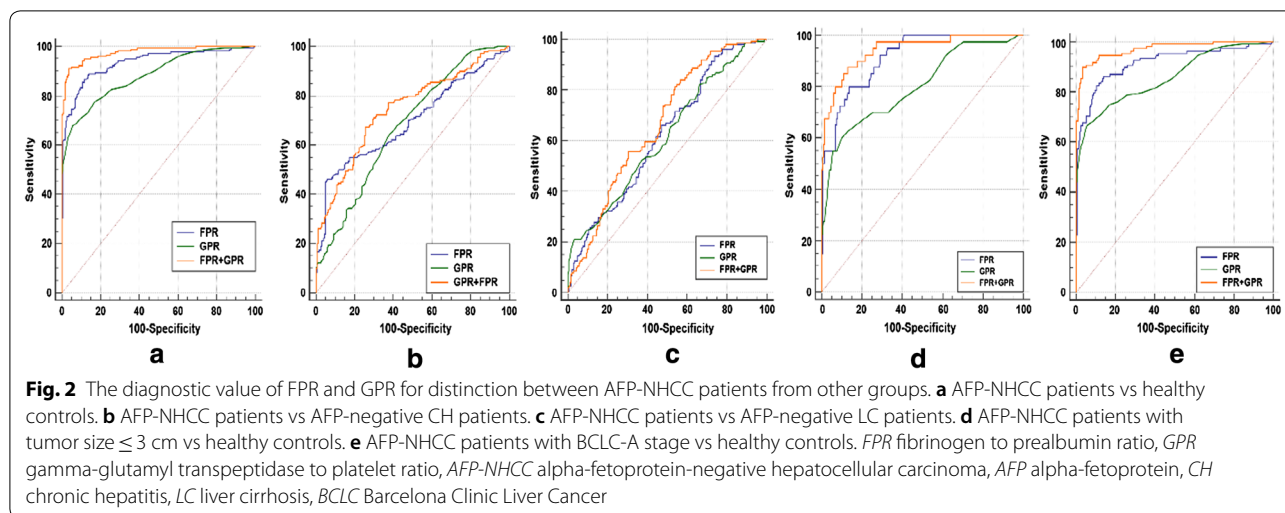 100
80
60
40
20
0
Sensitivity
0 20 40 60 80 100
100-Specificity
FPR
GPR
FPR+GPR
a
100
80
60
40
20
0
Sensitivity
0 20 40 60 80 100
100-Specificity
FPR
GPR
GPR+FPR
b
100
80
60
40
20
0
Sensitivity
0 20 40 60 80 100
100-Specificity
FPR
GPR
FPR+GPR
c
100
80
60
40
20
0
Sensitivity
0 20 40 60 80 100
100-Specificity
FPR
GPR
FPR+GPR
d
100
80
60
40
20
0
Sensitivity
0 20 40 60 80 100
100-Specificity
FPR
GPR
FPR+GPR
e
Fig. 2 The diagnostic value of FPR and GPR for distinction between AFP-NHCC patients from other groups. a AFP-NHCC patients vs healthy
controls. b AFP-NHCC patients vs AFP-negative CH patients. c AFP-NHCC patients vs AFP-negative LC patients. d AFP-NHCC patients with
tumor size ≤ 3 cm vs healthy controls. e AFP-NHCC patients with BCLC-A stage vs healthy controls. FPR fibrinogen to prealbumin ratio, GPR
gamma-glutamyl transpeptidase to platelet ratio, AFP-NHCC alpha-fetoprotein-negative hepatocellular carcinoma, AFP alpha-fetoprotein, CH
chronic hepatitis, LC liver cirrhosis, BCLC Barcelona Clinic Liver Cancer